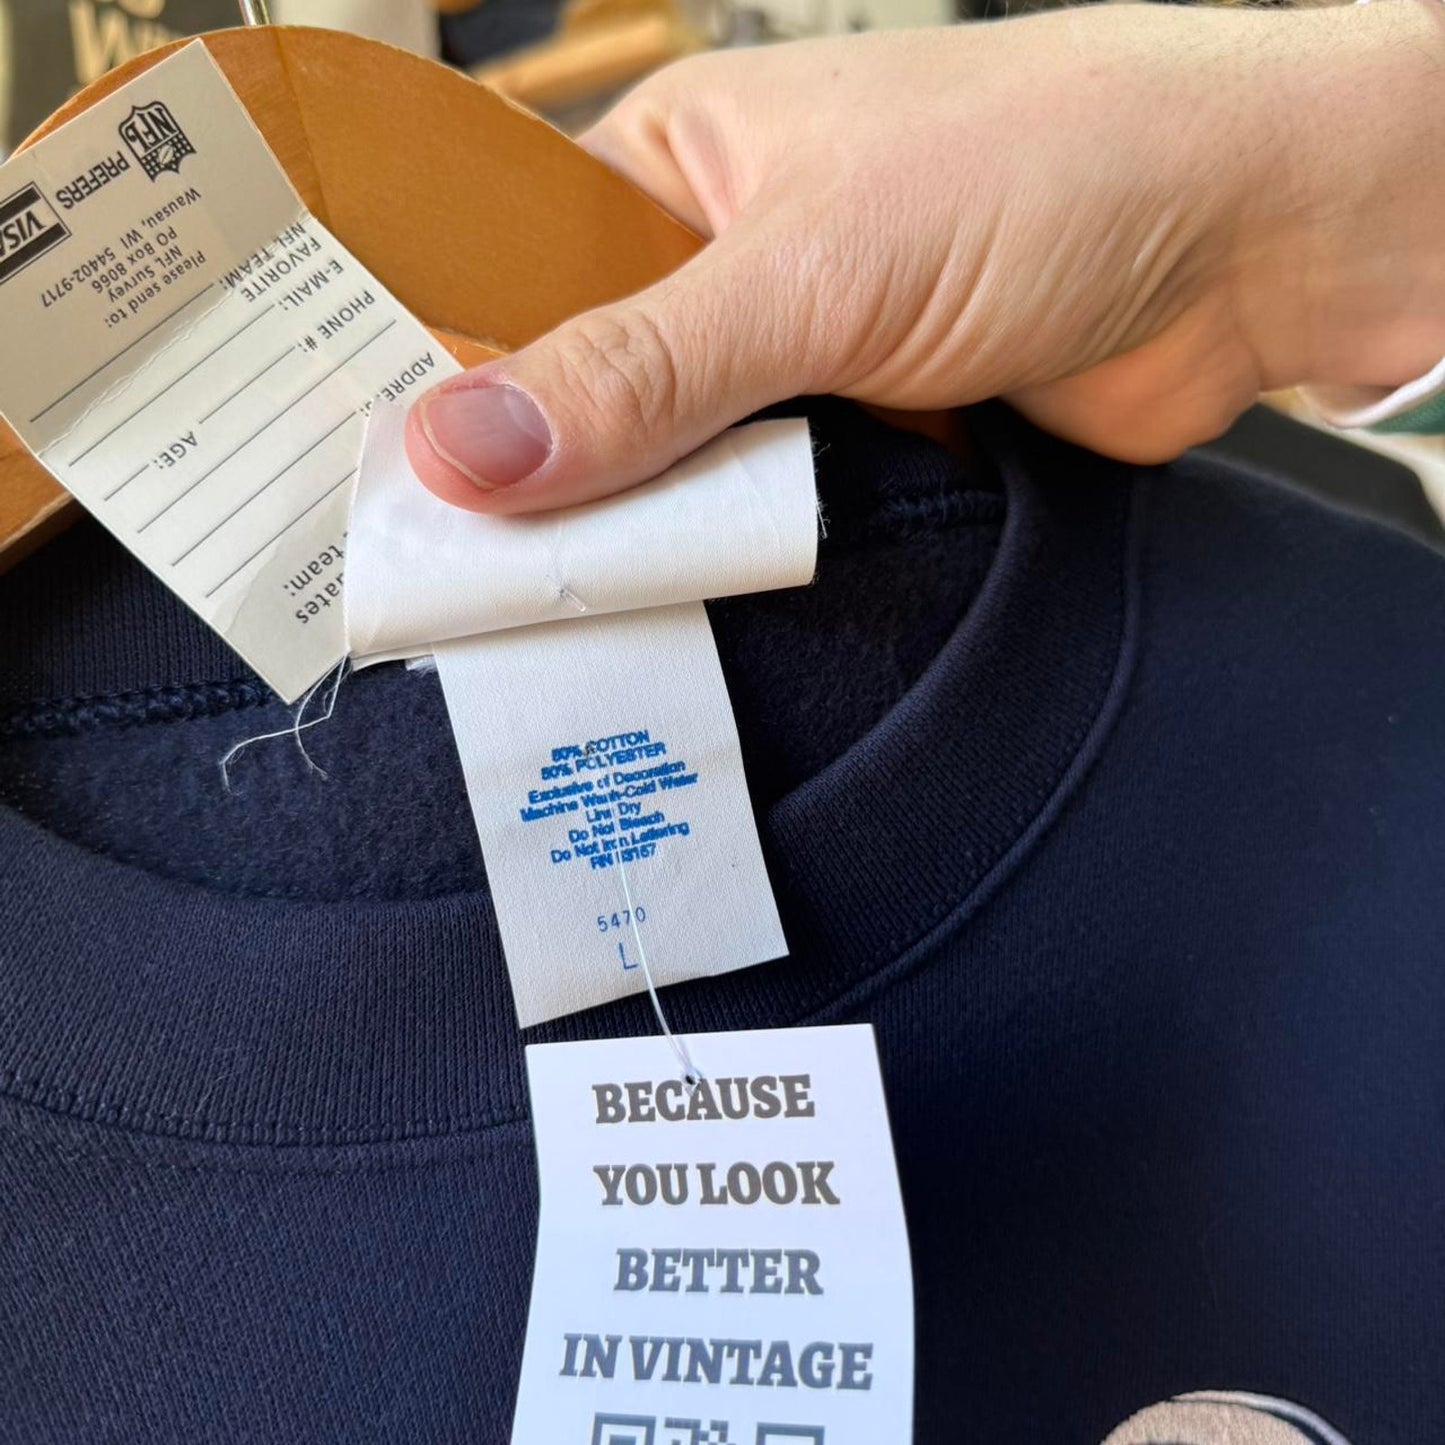 NFL
PREFERS
VISA
Please send to:
NFL Survey
PO Box 8066
Wausau, WI 54402-9717
FAVORITE
NFL TEAM:
E-MAIL:
PHONE #:
AGE:
team:
50% COTTON
50% POLYESTER
Exclusive of Decoration
Machine Wash-Cold Water
Line Dry
Do Not Bleach
Do Not Iron Lettering
5470
L
BECAUSE
YOU LOOK
BETTER
IN VINTAGE